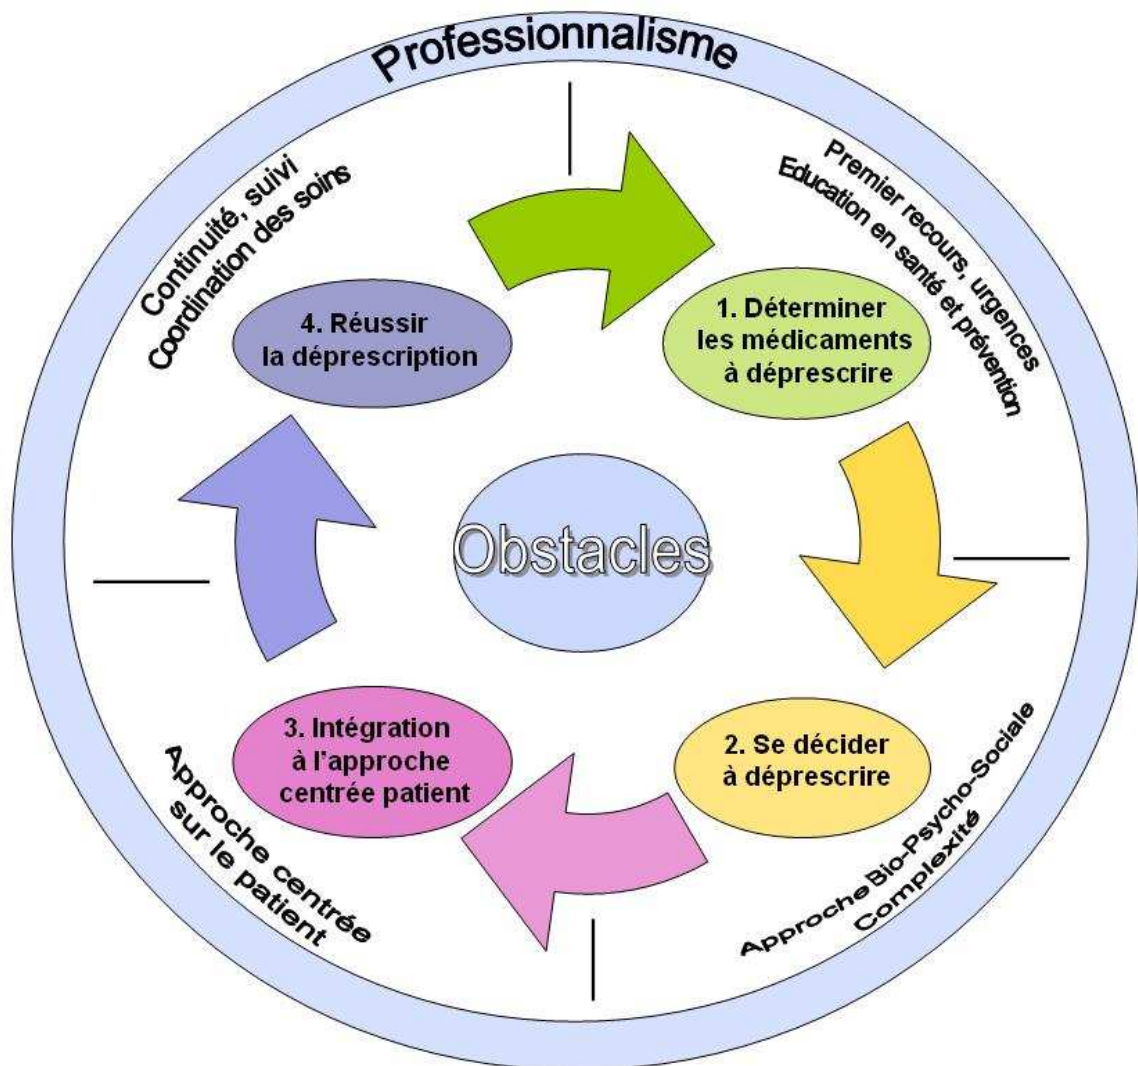 Professionnalisme
Premier recours, urgences
Education en santé et prévention
1. Déterminer
les médicaments
à déprescrire
2. Se décider
à déprescrire
Approche Bio-Psycho-Sociale
Complexité
3. Intégration
à l'approche
centrée patient
Approche centrée
sur le patient
4. Réussir
la déprescription
Continuité, suivi
Coordination des soins
Obstacles